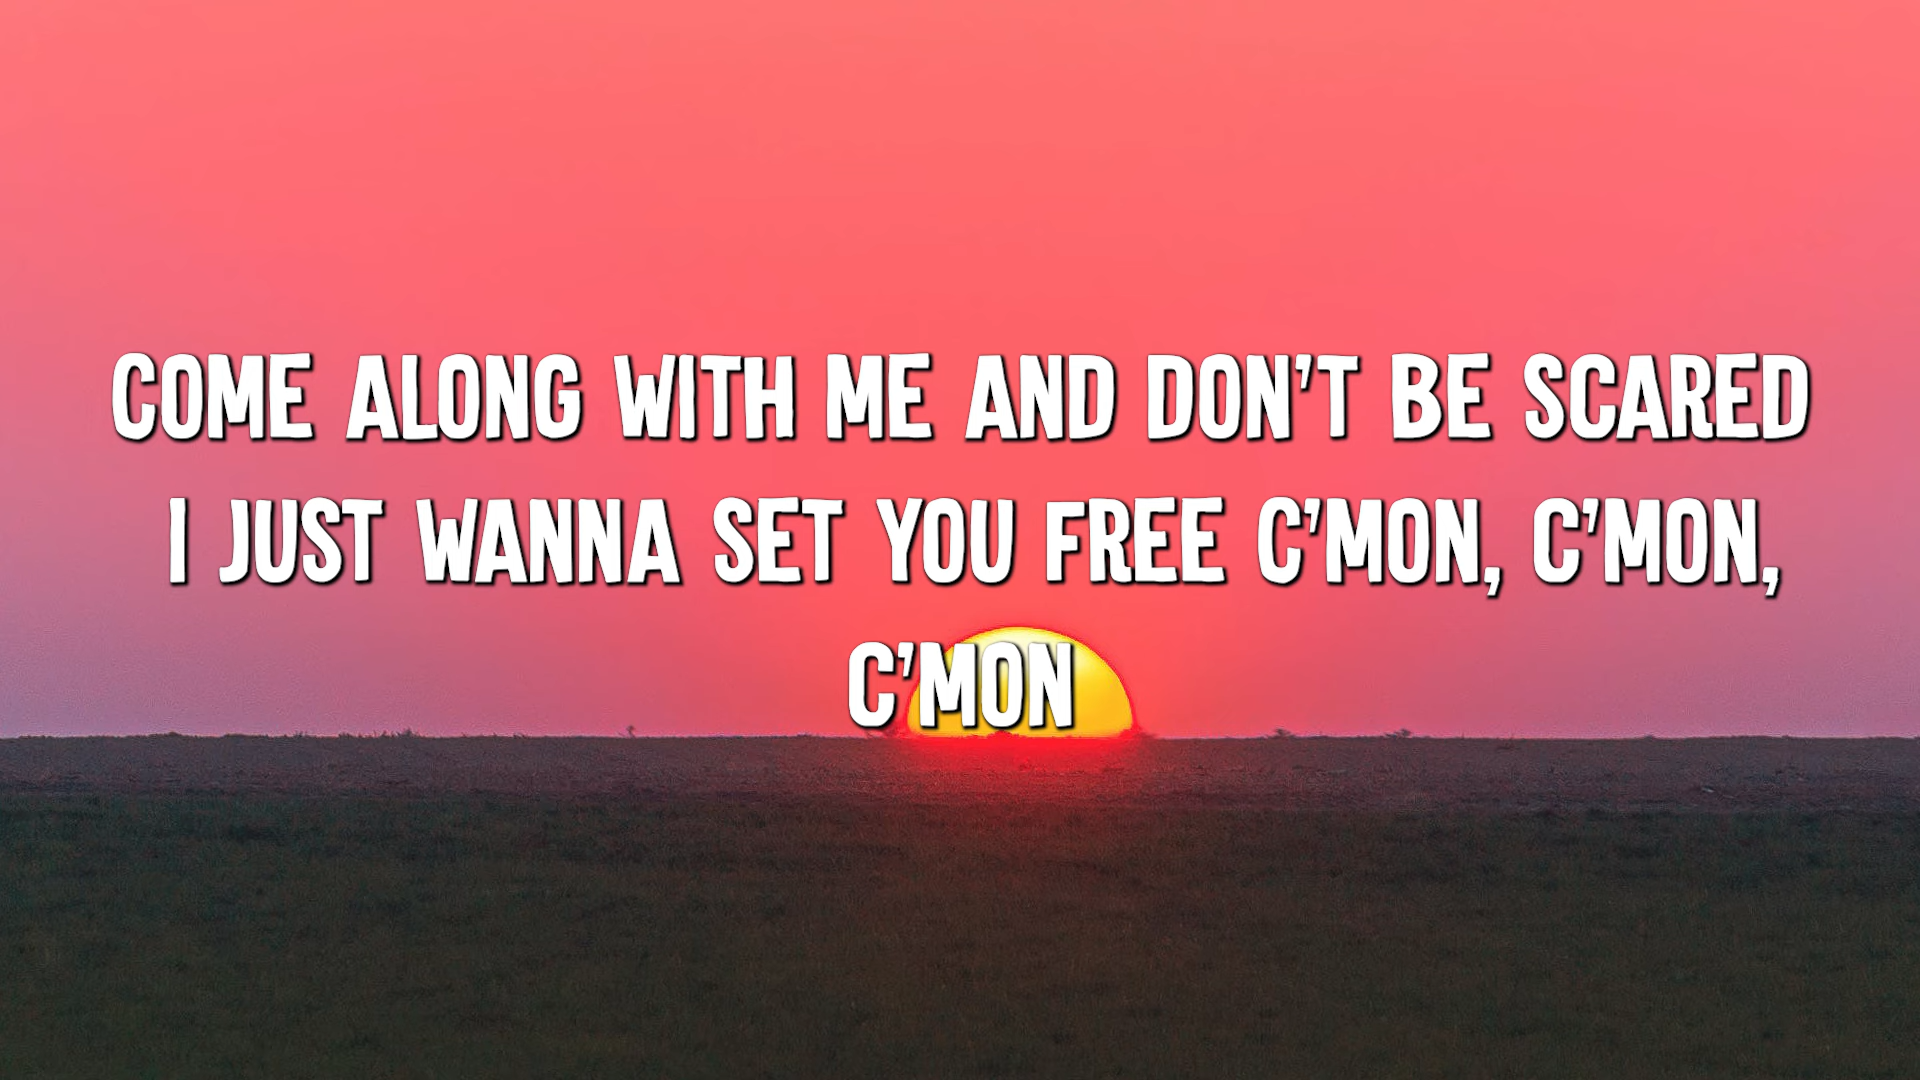 COME ALONG WITH ME AND DON'T BE SCARED
I JUST WANNA SET YOU FREE C'MON, C'MON,
C'MON